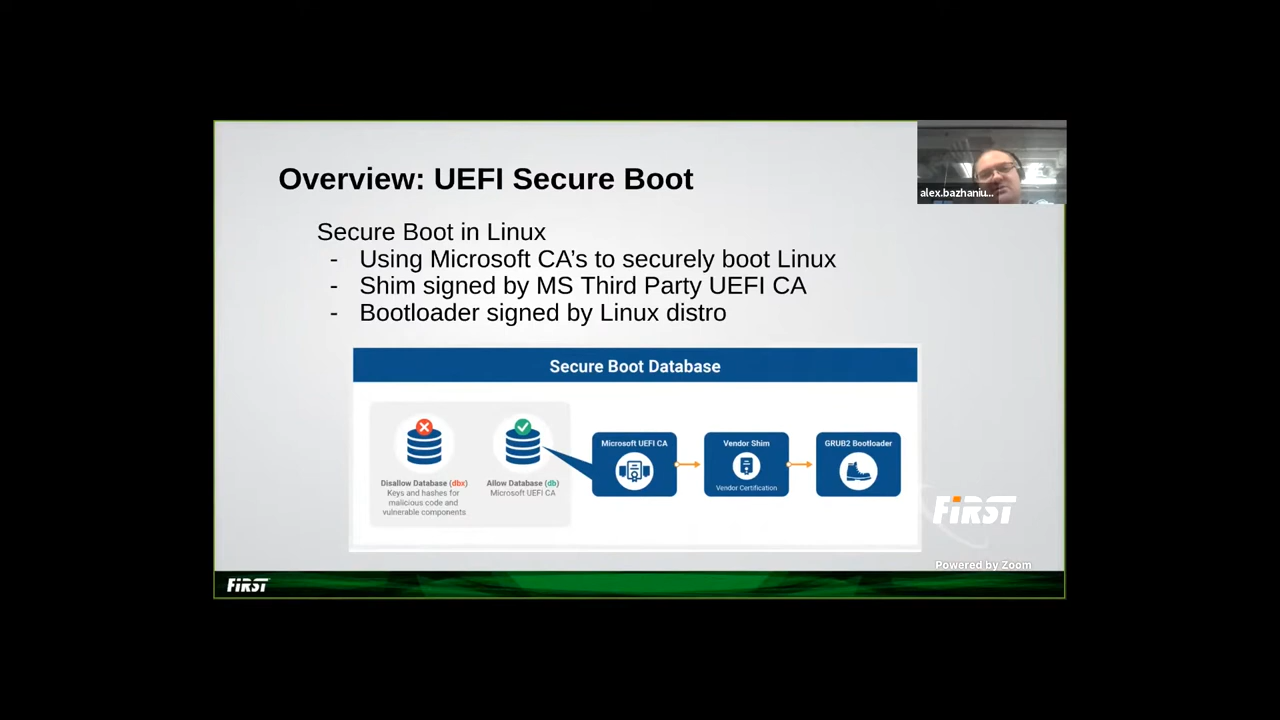 Overview: UEFI Secure Boot
alex.bazhaniu...
Secure Boot in Linux
- Using Microsoft CA’s to securely boot Linux
- Shim signed by MS Third Party UEFI CA
- Bootloader signed by Linux distro
Secure Boot Database
Disallow Database (dbx)
Keys and hashes for
malicious code and
vulnerable components
Allow Database (db)
Microsoft UEFI CA
Microsoft UEFI CA
Vendor Shim
Vendor Certification
GRUB2 Bootloader
FiRST
Powered by Zoom
FiRST